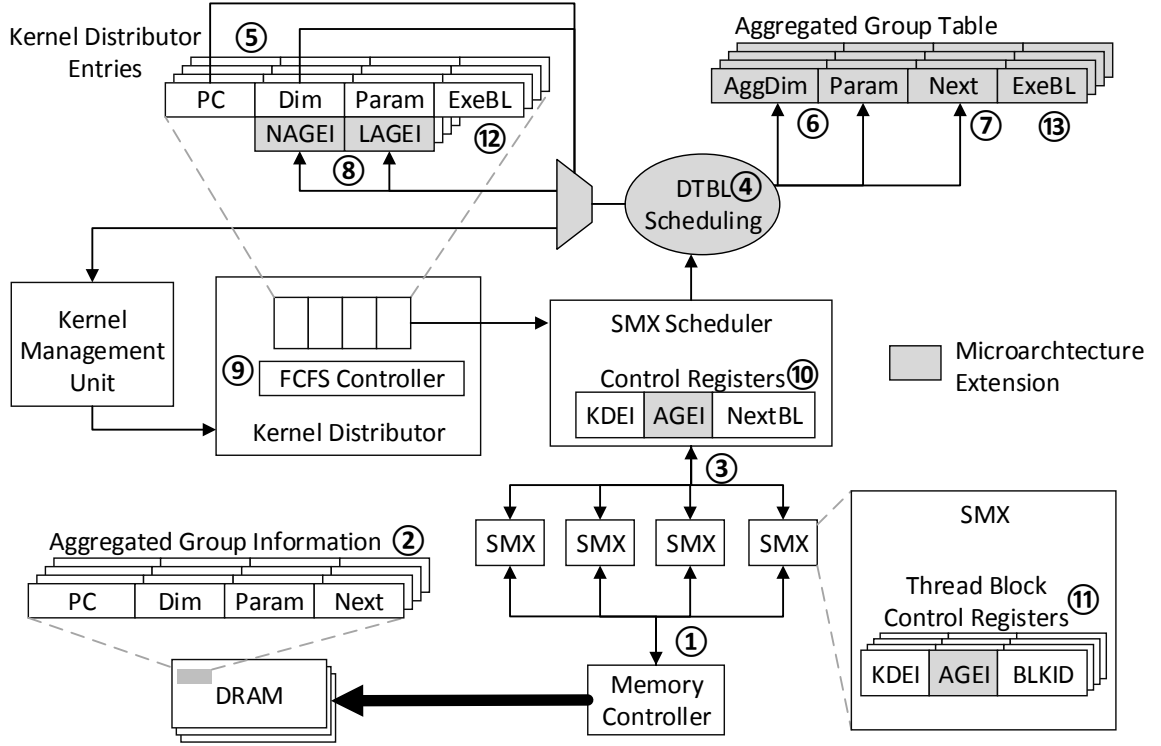 Kernel Distributor
Entries
⑤
PC Dim Param ExeBL
NAGEI LAGEI
⑫
⑧
Aggregated Group Table
AggDim Param Next ExeBL
⑥ ⑦ ⑬
DTBL ④
Scheduling
Kernel
Management
Unit
⑨
FCFS Controller
Kernel Distributor
SMX Scheduler
Control Registers ⑩
KDEI AGEI NextBL
Microarchtecture
Extension
③
SMX SMX SMX SMX
①
Memory
Controller
Aggregated Group Information ②
PC Dim Param Next
DRAM
SMX
Thread Block
Control Registers ⑪
KDEI AGEI BLKID